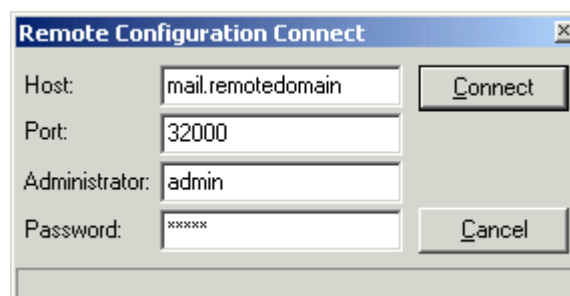 Remote Configuration Connect
Host: mail.remotedomain Connect
Port: 32000
Administrator: admin
Password: ××××× Cancel